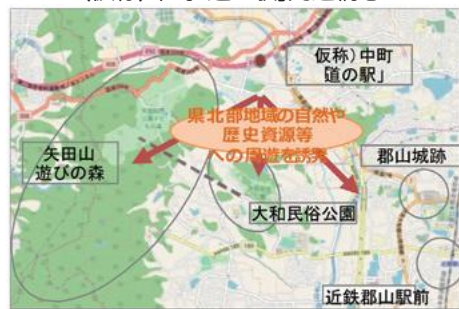 仮称）中町
道の駅」
県北部地域の自然や
歴史資源等
への周遊を誘発
矢田山
遊びの森
郡山城跡
大和民俗公園
近鉄郡山駅前